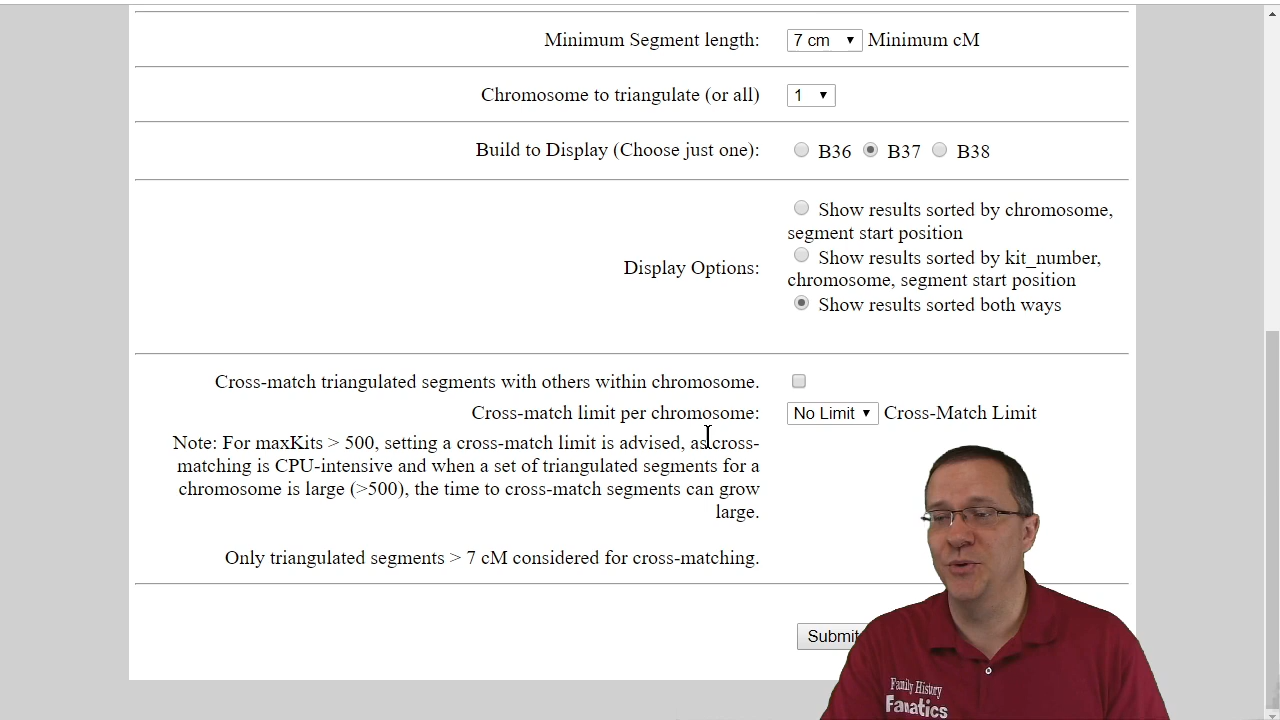 Minimum Segment length: 7 cm Minimum cM
Chromosome to triangulate (or all) 1
Build to Display (Choose just one): B36 B37 B38
Display Options:
Show results sorted by chromosome,
segment start position
Show results sorted by kit_number,
chromosome, segment start position
Show results sorted both ways
Cross-match triangulated segments with others within chromosome.
Cross-match limit per chromosome: No Limit Cross-Match Limit
Note: For maxKits > 500, setting a cross-match limit is advised, as cross-
matching is CPU-intensive and when a set of triangulated segments for a
chromosome is large (>500), the time to cross-match segments can grow
large.
Only triangulated segments > 7 cM considered for cross-matching.
Submit
Family History
Fanatics